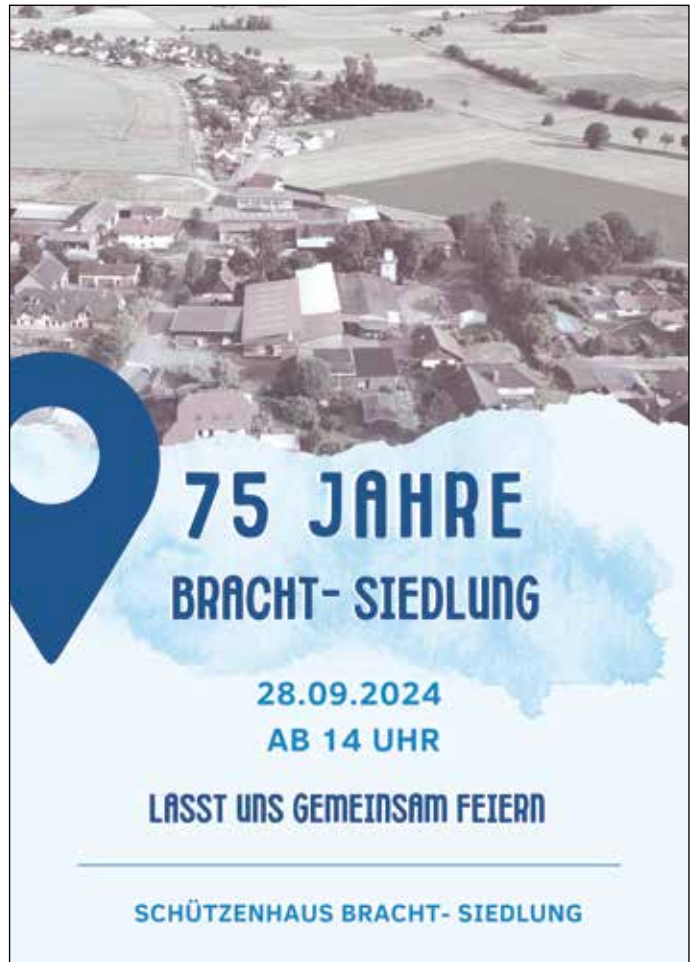 75 JAHRE
BRACHT- SIEDLUNG
28.09.2024
AB 14 UHR
LASST UNS GEMEINSAM FEIERN
SCHÜTZENHAUS BRACHT- SIEDLUNG